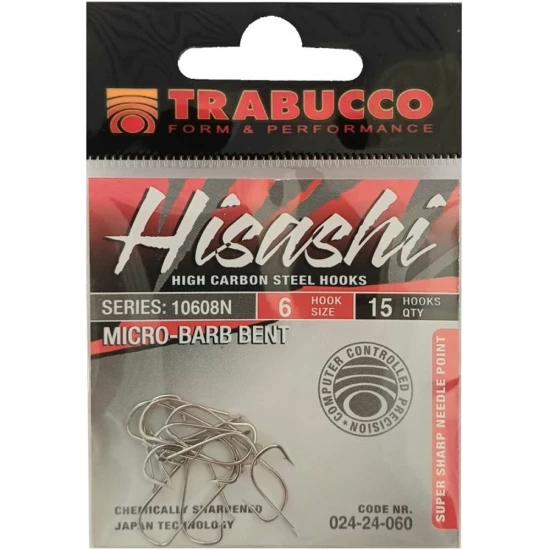 TRABUCCO
FORM & PERFORMANCE
Hisashi
HIGH CARBON STEEL HOOKS
SERIES: 10608N
6 HOOK SIZE
15 HOOKS QTY
MICRO-BARB BENT
*COMPUTER CONTROLLED PRECISION*
SUPER SHARP NEEDLE POINT
CHEMICALLY SHARPENED
JAPAN TECHNOLOGY
CODE NR.
024-24-060